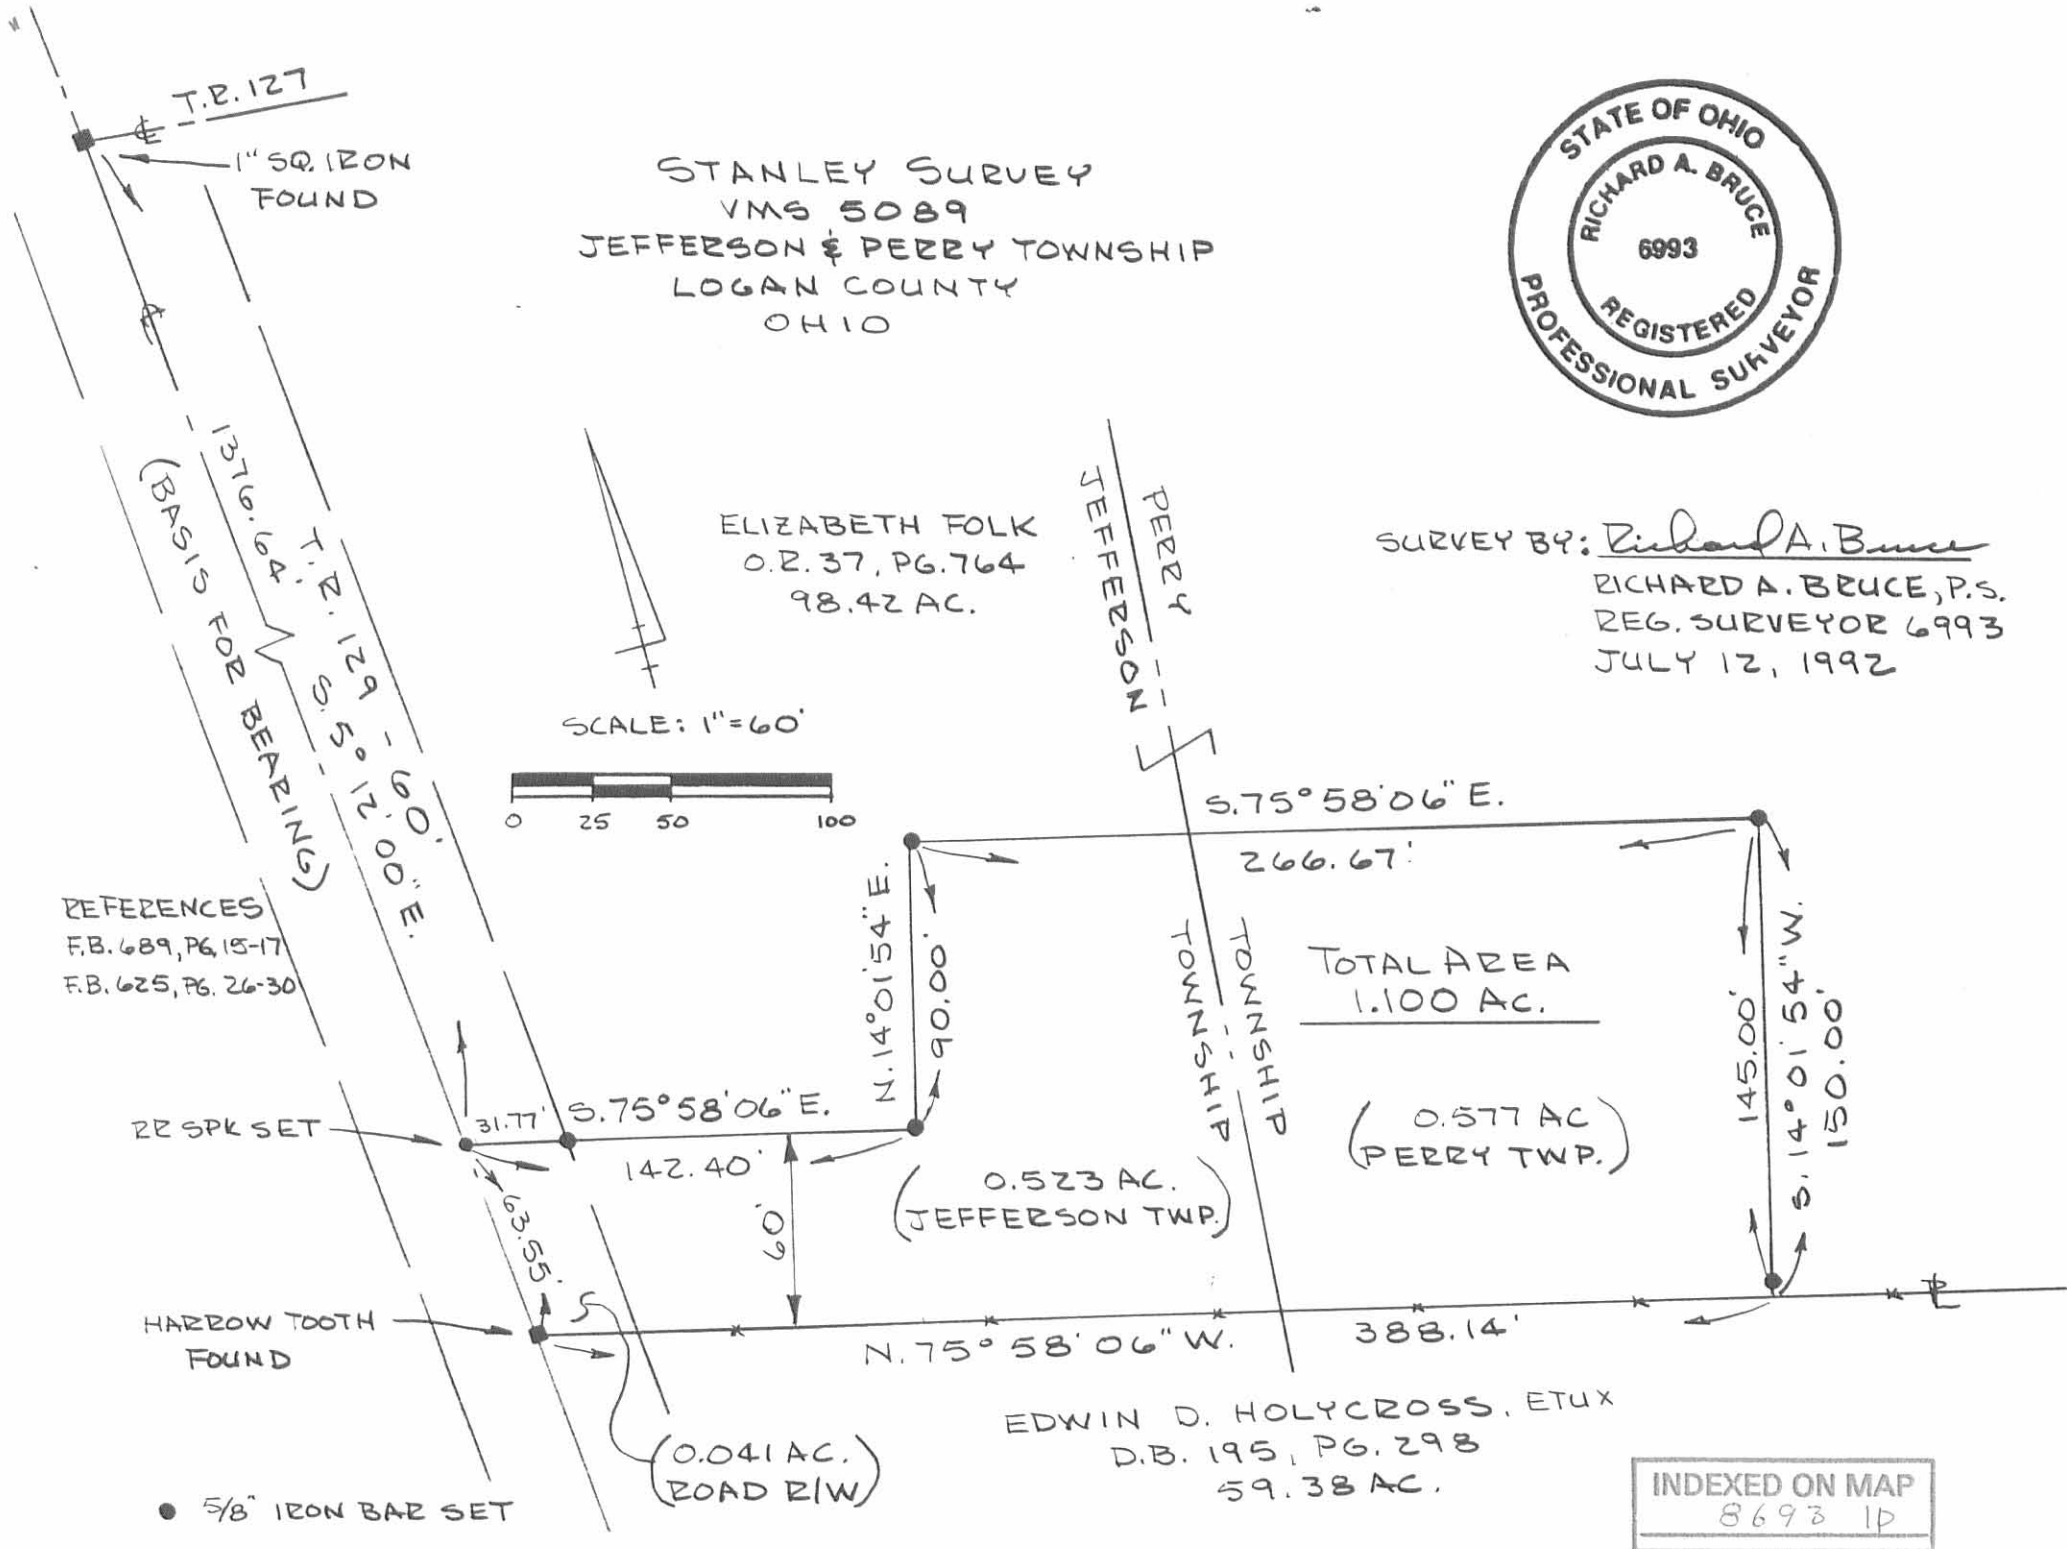 T.R. 127
1" SQ. IRON
FOUND
STANLEY SURVEY
VMS 5089
JEFFERSON & PERRY TOWNSHIP
LOGAN COUNTY
OHIO
STATE OF OHIO
RICHARD A. BRUCE
6993
REGISTERED
PROFESSIONAL SURVEYOR
1376.64'
(BASIS FOR BEARING)
T.R. 129 - 60'
S. 5° 12' 00" E.
ELIZABETH FOLK
O.R. 37, PG. 764
98.42 AC.
PERRY
JEFFERSON
SURVEY BY: Richard A. Bruce
RICHARD A. BRUCE, P.S.
REG. SURVEYOR 6993
JULY 12, 1992
SCALE: 1"=60'
0 25 50 100
S. 75° 58' 06" E.
266.67'
REFERENCES
F.B. 689, PG. 15-17
F.B. 625, PG. 26-30
N. 14° 01' 54" E.
90.00'
TOWNSHIP
TOWNSHIP
TOTAL AREA
1.100 AC.
145.00'
S. 14° 01' 54" W.
150.00'
RR SPK SET
31.77'
S. 75° 58' 06" E.
142.40'
60'
(0.523 AC.
JEFFERSON TWP.)
(0.577 AC
PERRY TWP.)
63.55'
HARROW TOOTH
FOUND
N. 75° 58' 06" W.
388.14'
PL
EDWIN D. HOLYCROSS, ETUX
D.B. 195, PG. 298
59.38 AC.
(0.041 AC.
ROAD R/W)
5/8" IRON BAR SET
INDEXED ON MAP
8693 1P